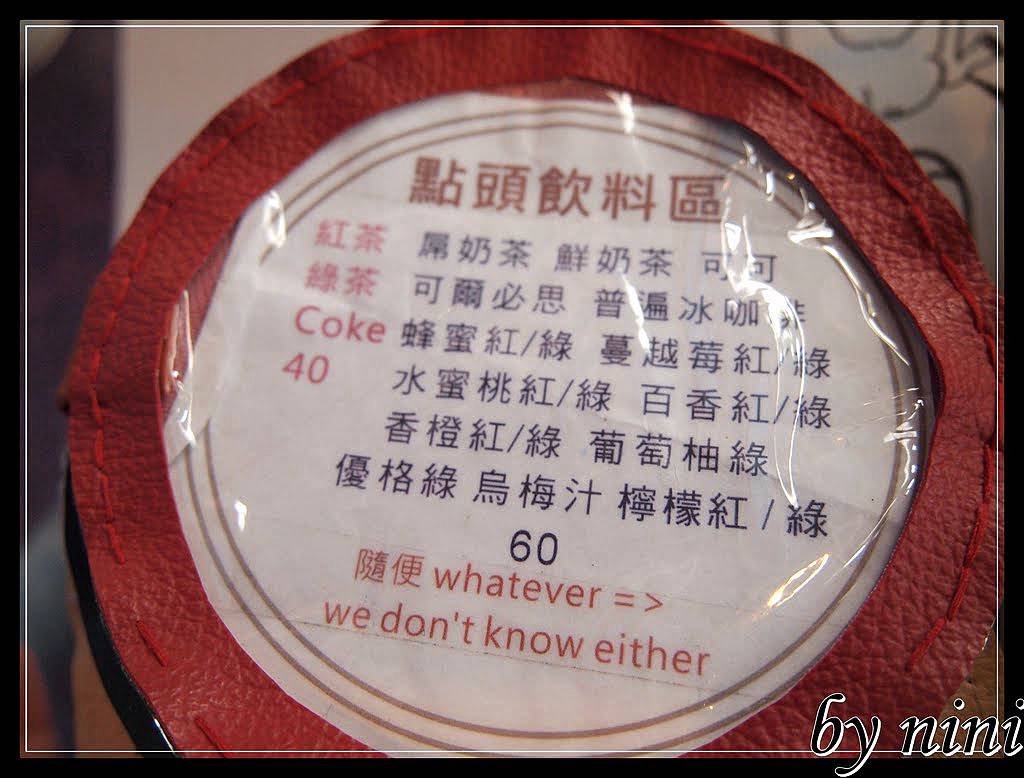 點頭飲料區
紅茶 屌奶茶 鮮奶茶 可可
綠茶 可爾必思 普遍冰咖啡
Coke 蜂蜜紅/綠 蔓越莓紅/綠
40 水蜜桃紅/綠 百香紅/綠
香橙紅/綠 葡萄柚綠
優格綠 烏梅汁 檸檬紅/綠
60
隨便 whatever =>
we don't know either
by nini